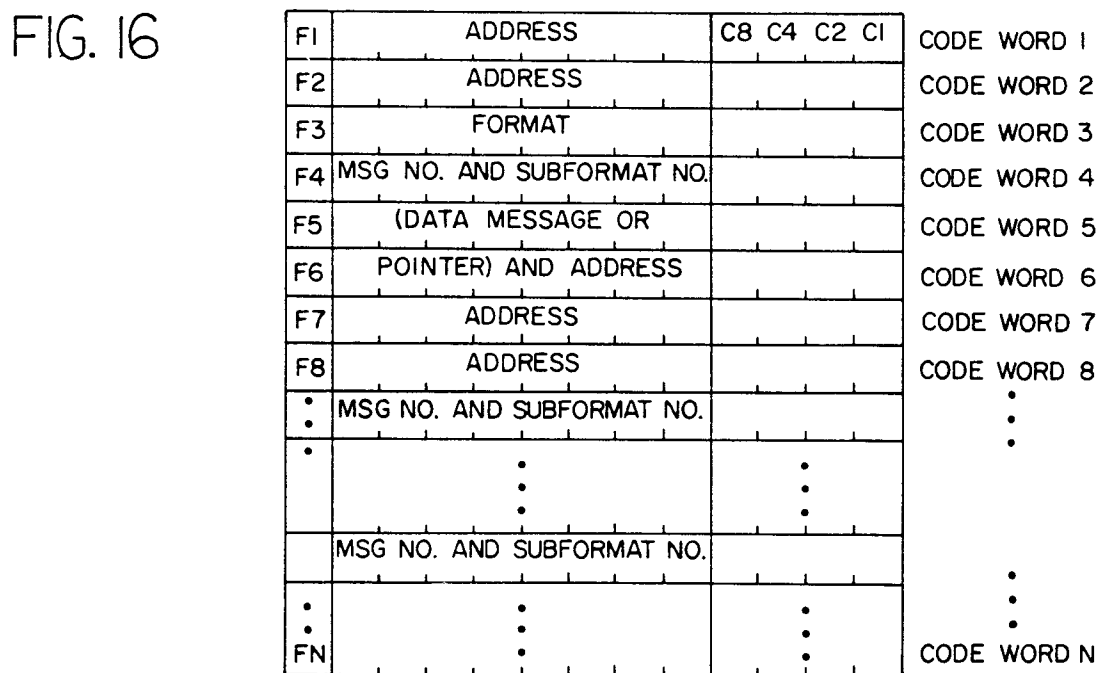 FIG. 16
F1 ADDRESS C8 C4 C2 C1 CODE WORD 1
F2 ADDRESS CODE WORD 2
F3 FORMAT CODE WORD 3
F4 MSG NO. AND SUBFORMAT NO. CODE WORD 4
F5 (DATA MESSAGE OR CODE WORD 5
F6 POINTER) AND ADDRESS CODE WORD 6
F7 ADDRESS CODE WORD 7
F8 ADDRESS CODE WORD 8
MSG NO. AND SUBFORMAT NO.
MSG NO. AND SUBFORMAT NO.
FN CODE WORD N